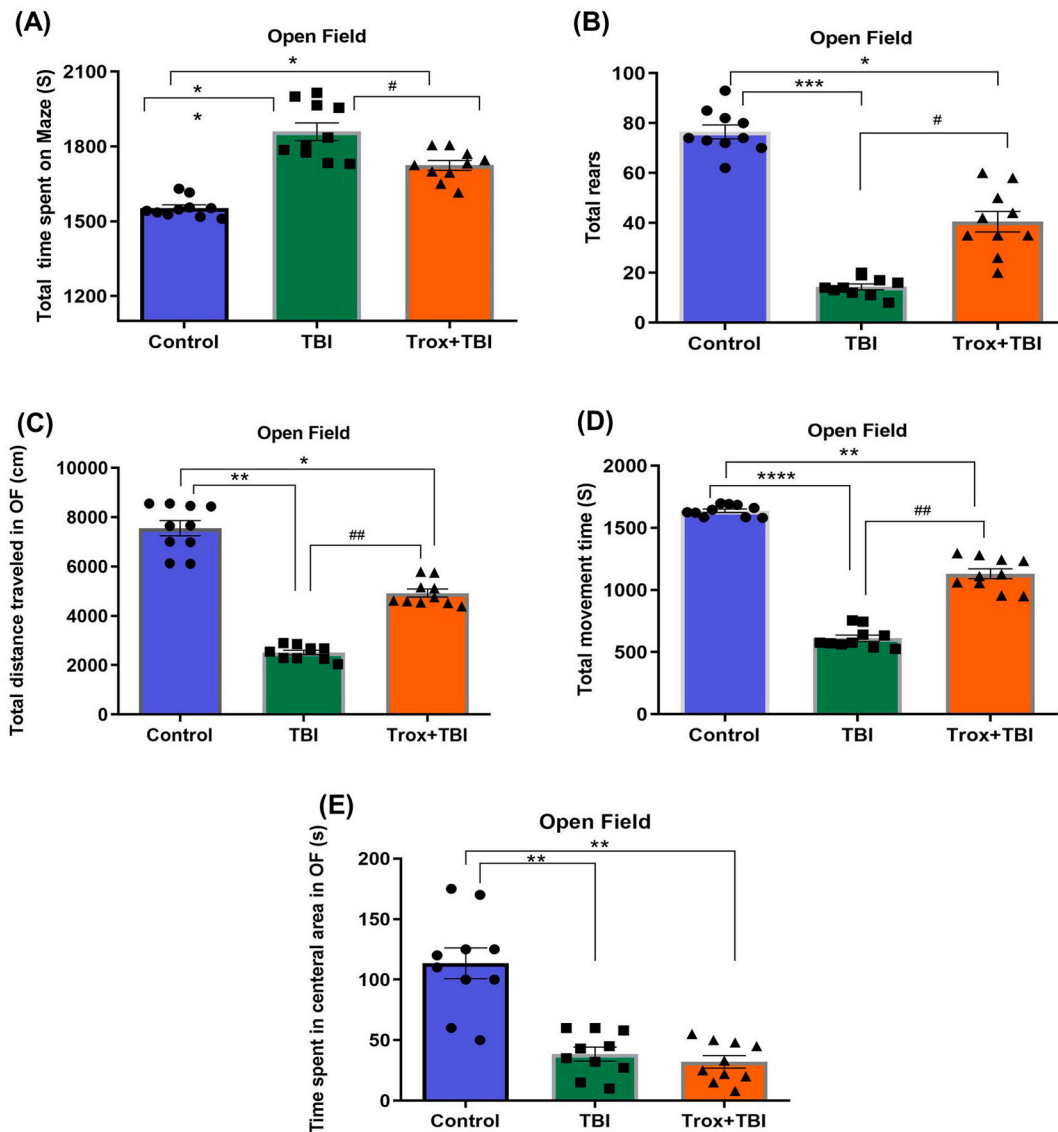 (A)
Open Field
Total time spent on Maze (S)
2100
1800
1500
1200
*
*
*
#
Control
TBI
Trox+TBI
(B)
Open Field
Total rears
100
80
60
40
20
0
*
***
#
Control
TBI
Trox+TBI
(C)
Open Field
Total distance traveled in OF (cm)
10000
8000
6000
4000
2000
0
*
**
##
Control
TBI
Trox+TBI
(D)
Open Field
Total movement time (S)
2000
1500
1000
500
0
**
****
##
Control
TBI
Trox+TBI
(E)
Open Field
Time spent in centeral area in OF (s)
200
150
100
50
0
**
**
Control
TBI
Trox+TBI